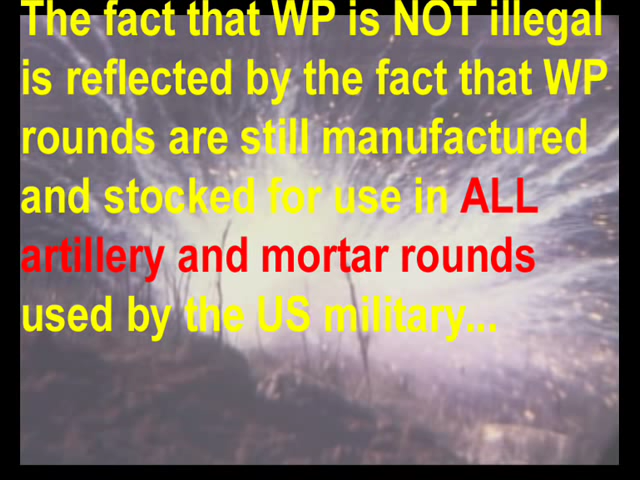 The fact that WP is NOT illegal
is reflected by the fact that WP
rounds are still manufactured
and stocked for use in ALL
artillery and mortar rounds
used by the US military...